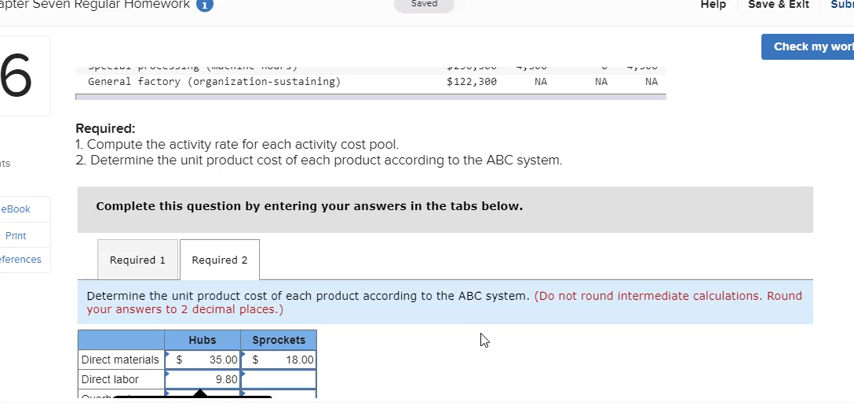 apter Seven Regular Homework i
Saved
Help Save & Exit Subn
Check my worl
6
General factory (organization-sustaining) $122,300 NA NA NA
Required:
1. Compute the activity rate for each activity cost pool.
2. Determine the unit product cost of each product according to the ABC system.
nts
eBook
Print
eferences
Complete this question by entering your answers in the tabs below.
Required 1 Required 2
Determine the unit product cost of each product according to the ABC system. (Do not round intermediate calculations. Round
your answers to 2 decimal places.)
Hubs Sprockets
Direct materials $ 35.00 $ 18.00
Direct labor 9.80